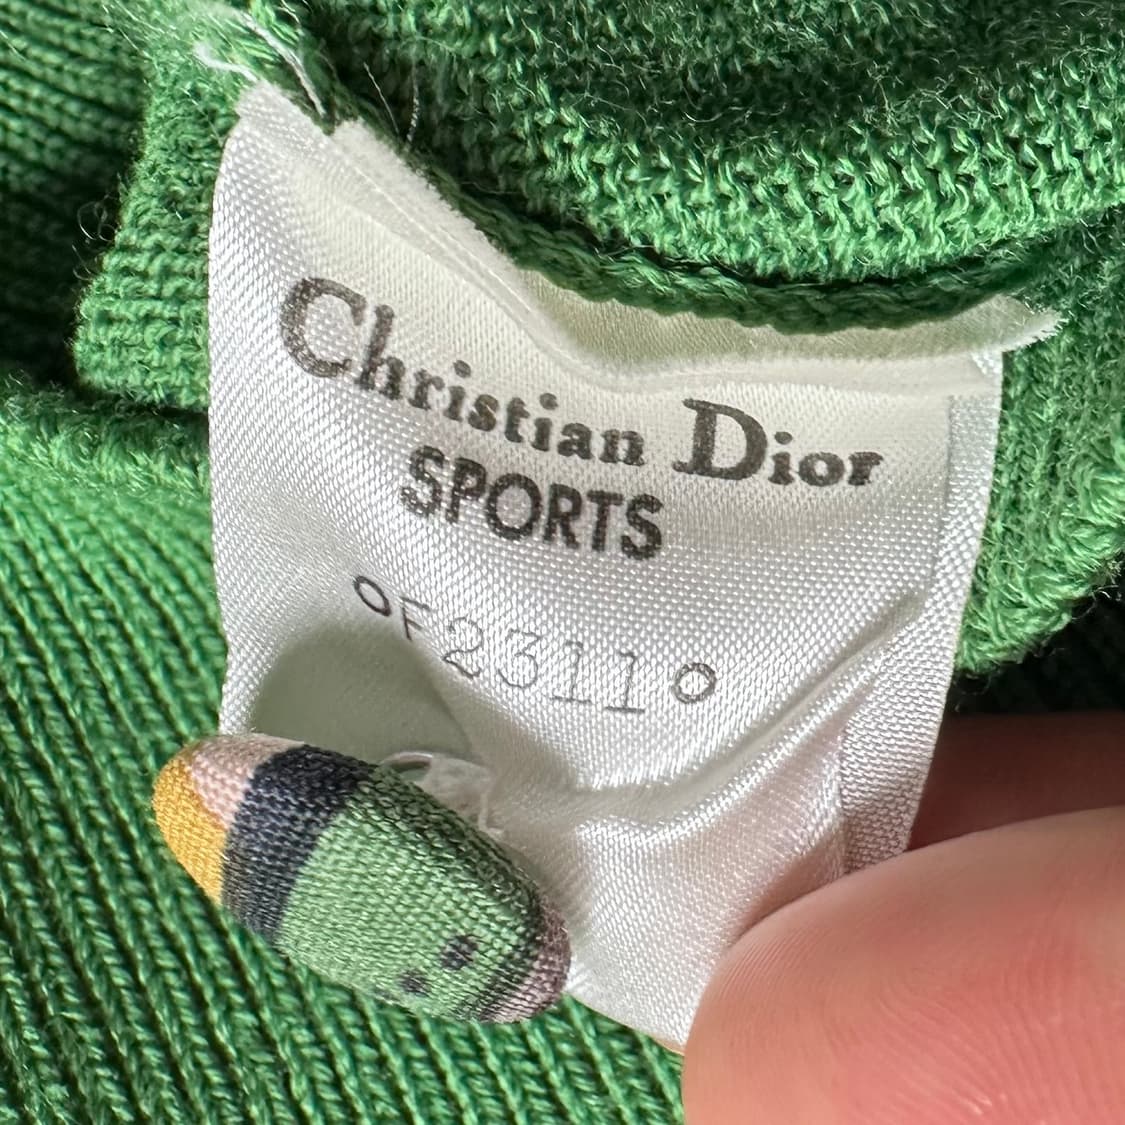 Christian Dior
SPORTS
°F2311°